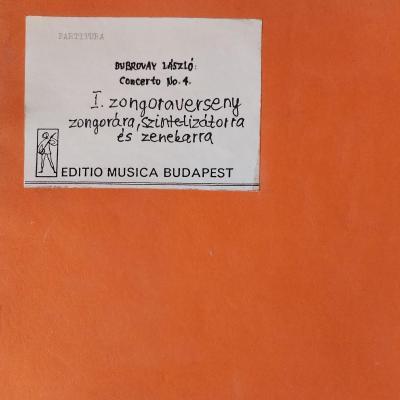 PARTITURA
DUBROVAY LÁSZLÓ:
Concerto No. 4.
I. zongoraverseny
zongorára, szintetizátorra
és zenekarra
EDITIO MUSICA BUDAPEST